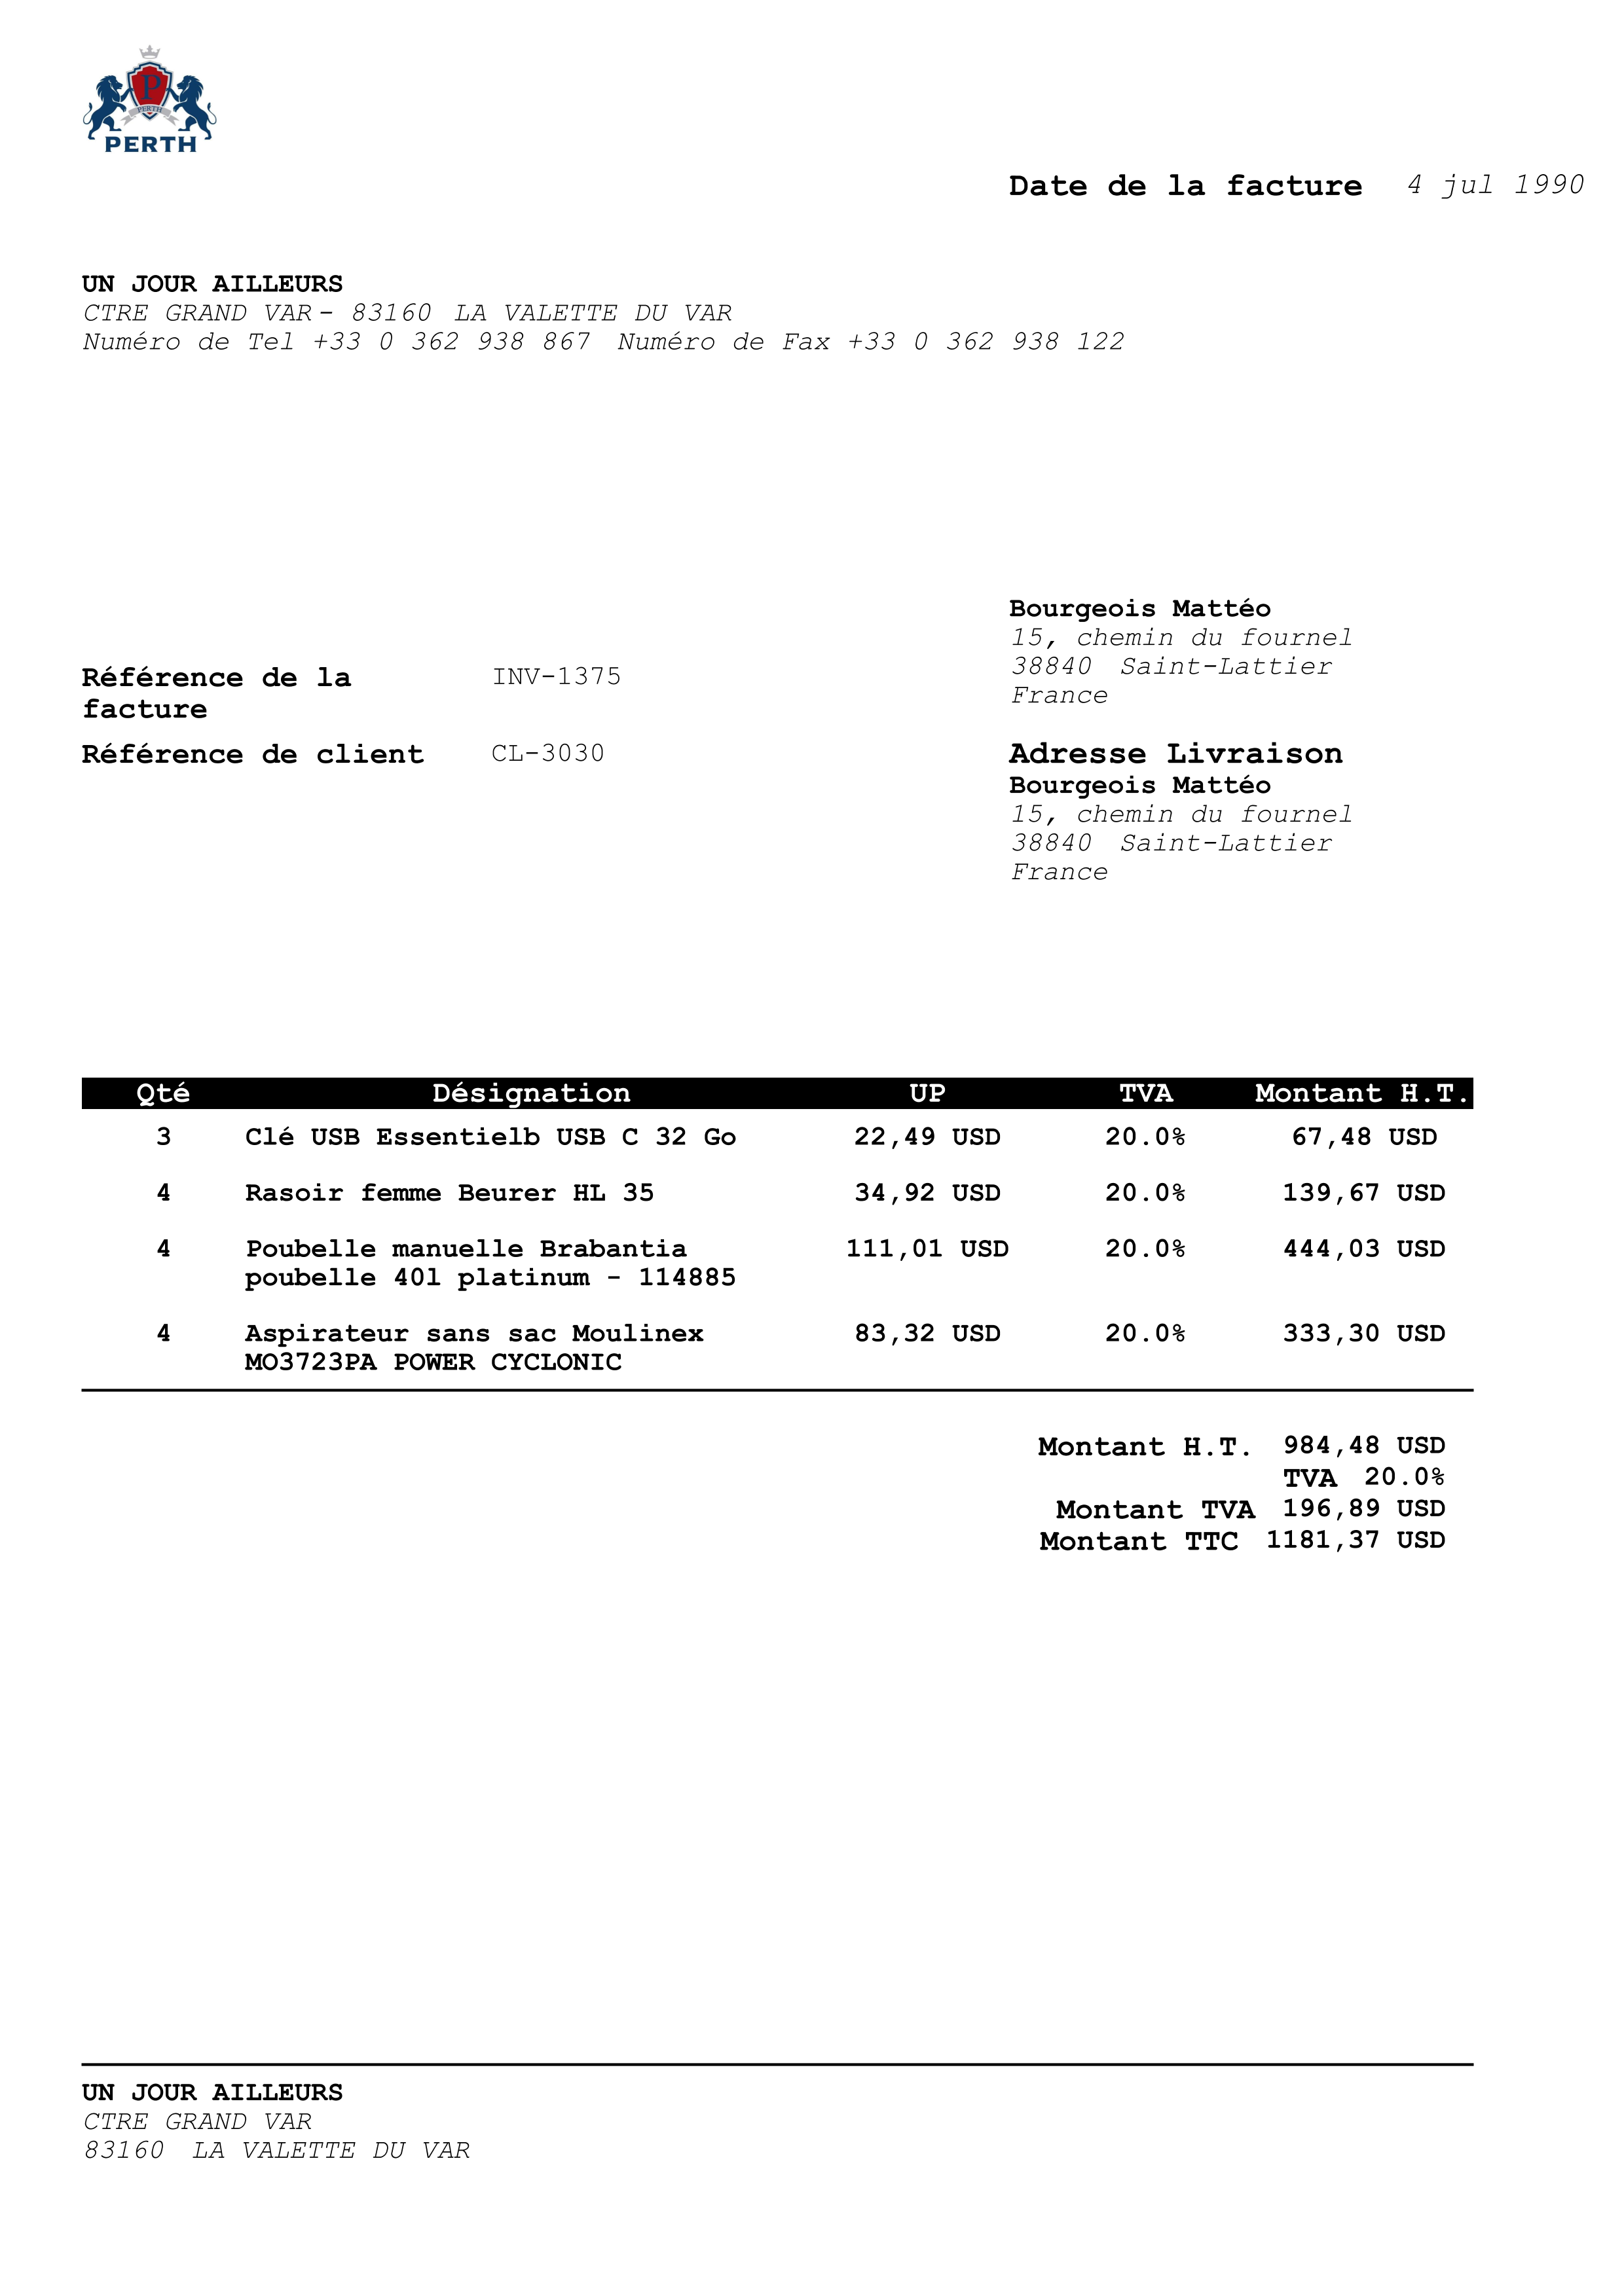 P
PERTH
PERTH
Date de la facture 4 jul 1990
UN JOUR AILLEURS
CTRE GRAND VAR - 83160 LA VALETTE DU VAR
Numéro de Tel +33 0 362 938 867 Numéro de Fax +33 0 362 938 122
Bourgeois Mattéo
15, chemin du fournel
38840 Saint-Lattier
France
Référence de la facture INV-1375
Référence de client CL-3030
Adresse Livraison
Bourgeois Mattéo
15, chemin du fournel
38840 Saint-Lattier
France
Qté Désignation UP TVA Montant H.T.
3 Clé USB Essentielb USB C 32 Go 22,49 USD 20.0% 67,48 USD
4 Rasoir femme Beurer HL 35 34,92 USD 20.0% 139,67 USD
4 Poubelle manuelle Brabantia 111,01 USD 20.0% 444,03 USD
poubelle 40l platinum - 114885
4 Aspirateur sans sac Moulinex 83,32 USD 20.0% 333,30 USD
MO3723PA POWER CYCLONIC
Montant H.T. 984,48 USD
TVA 20.0%
Montant TVA 196,89 USD
Montant TTC 1181,37 USD
UN JOUR AILLEURS
CTRE GRAND VAR
83160 LA VALETTE DU VAR